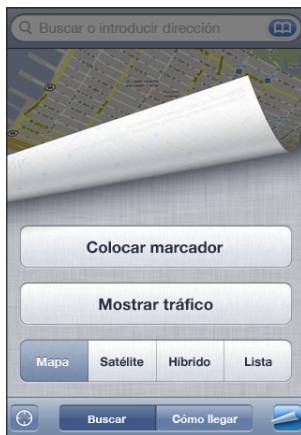 Buscar o introducir dirección
Colocar marcador
Mostrar tráfico
Mapa Satélite Híbrido Lista
Buscar Cómo llegar